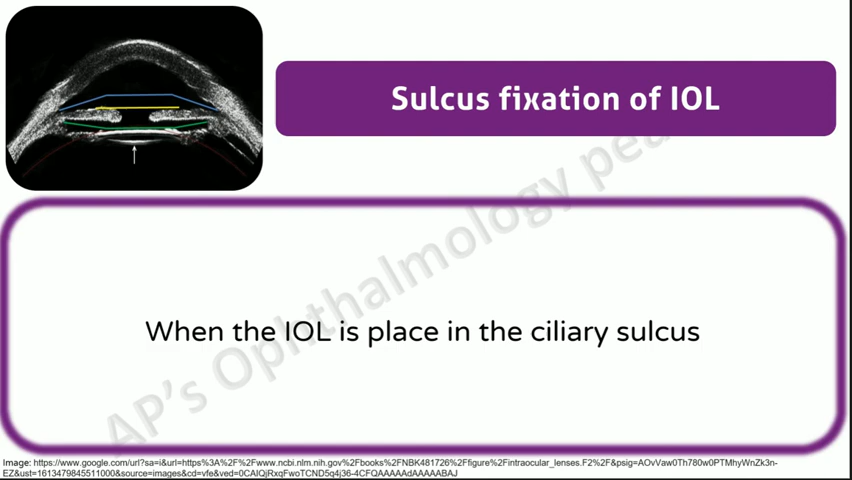 Sulcus fixation of IOL
When the IOL is place in the ciliary sulcus
AP's Ophthalmology pea
Image: https://www.google.com/url?sa=i&url=https%3A%2F%2Fwww.ncbi.nlm.nih.gov%2Fbooks%2FNBK481726%2Ffigure%2Fintraocular_lenses.F2%2F&psig=AOvVaw0Th780w0PTMhyWnZk3n-
EZ&ust=1613479845511000&source=images&cd=vfe&ved=0CAIQjRxqFwoTCND5q4j36-4CFQAAAAAdAAAAABAJ